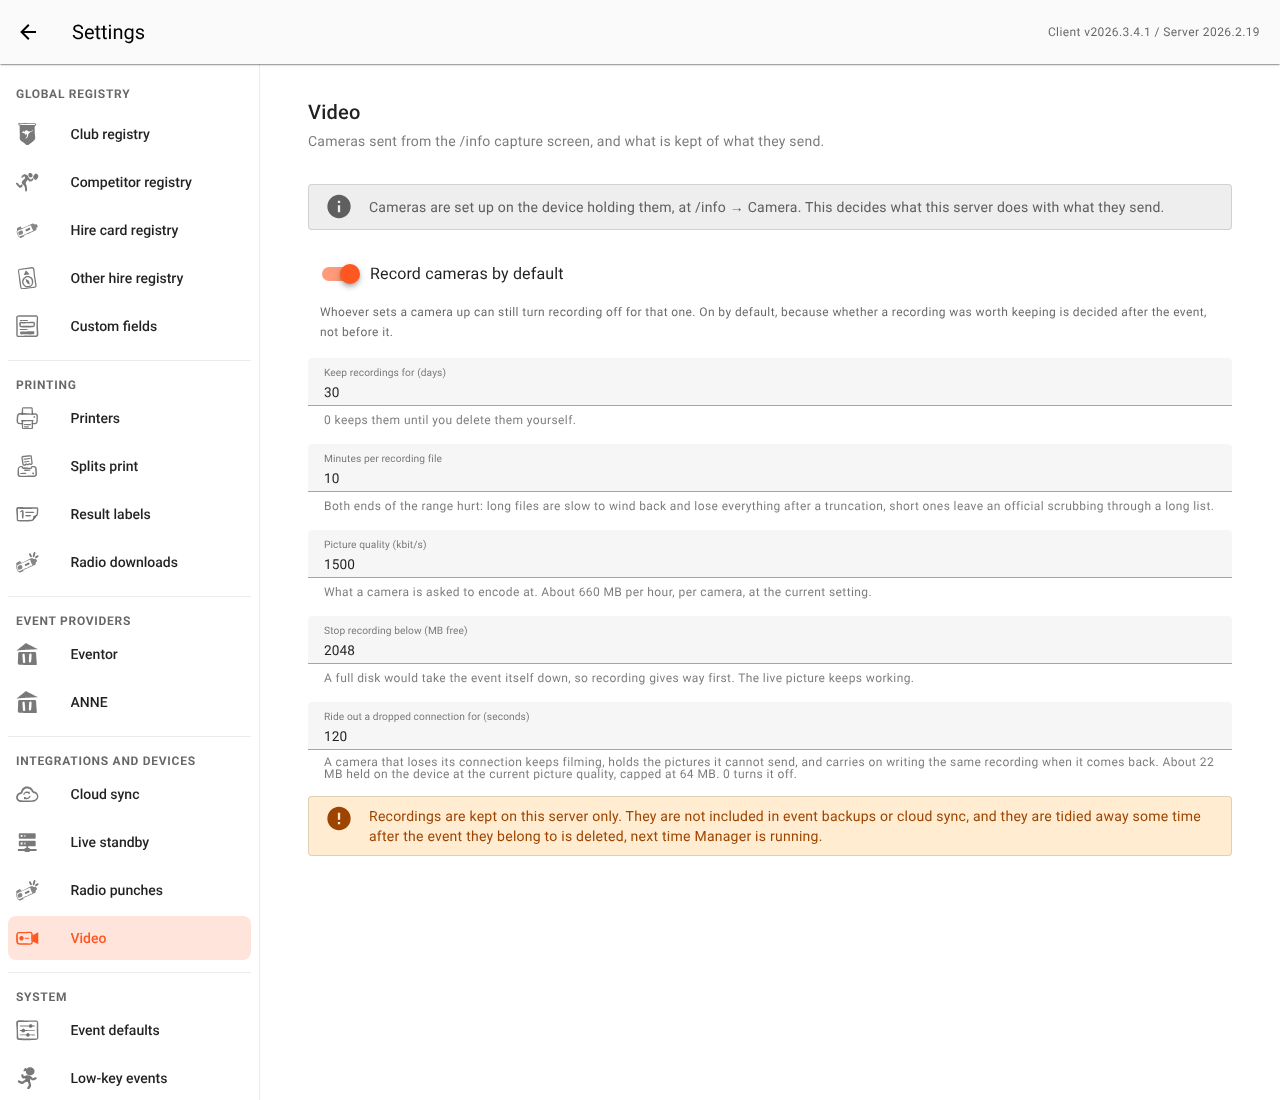 Settings
Client v2026.3.4.1 / Server 2026.2.19
GLOBAL REGISTRY
Club registry
Competitor registry
Hire card registry
Other hire registry
Custom fields
PRINTING
Printers
Splits print
Result labels
Radio downloads
EVENT PROVIDERS
Eventor
ANNE
INTEGRATIONS AND DEVICES
Cloud sync
Live standby
Radio punches
Video
SYSTEM
Event defaults
Low-key events
Video
Cameras sent from the /info capture screen, and what is kept of what they send.
Cameras are set up on the device holding them, at /info → Camera. This decides what this server does with what they send.
Record cameras by default
Whoever sets a camera up can still turn recording off for that one. On by default, because whether a recording was worth keeping is decided after the event,
not before it.
Keep recordings for (days)
30
0 keeps them until you delete them yourself.
Minutes per recording file
10
Both ends of the range hurt: long files are slow to wind back and lose everything after a truncation, short ones leave an official scrubbing through a long list.
Picture quality (kbit/s)
1500
What a camera is asked to encode at. About 660 MB per hour, per camera, at the current setting.
Stop recording below (MB free)
2048
A full disk would take the event itself down, so recording gives way first. The live picture keeps working.
Ride out a dropped connection for (seconds)
120
A camera that loses its connection keeps filming, holds the pictures it cannot send, and carries on writing the same recording when it comes back. About 22
MB held on the device at the current picture quality, capped at 64 MB. 0 turns it off.
Recordings are kept on this server only. They are not included in event backups or cloud sync, and they are tidied away some time
after the event they belong to is deleted, next time Manager is running.